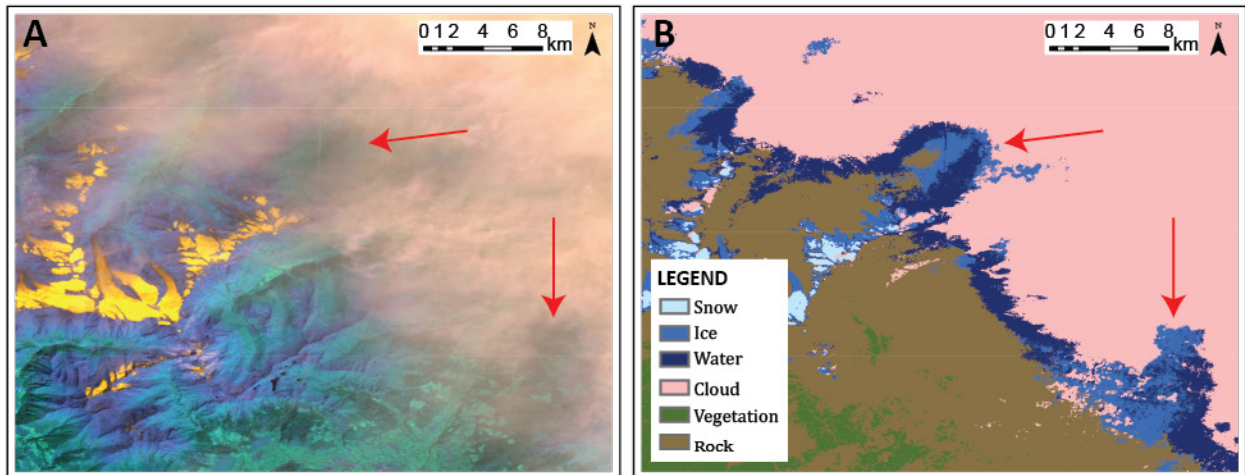 A
N
0 1 2 4 6 8
km
B
N
0 1 2 4 6 8
km
LEGEND
Snow
Ice
Water
Cloud
Vegetation
Rock